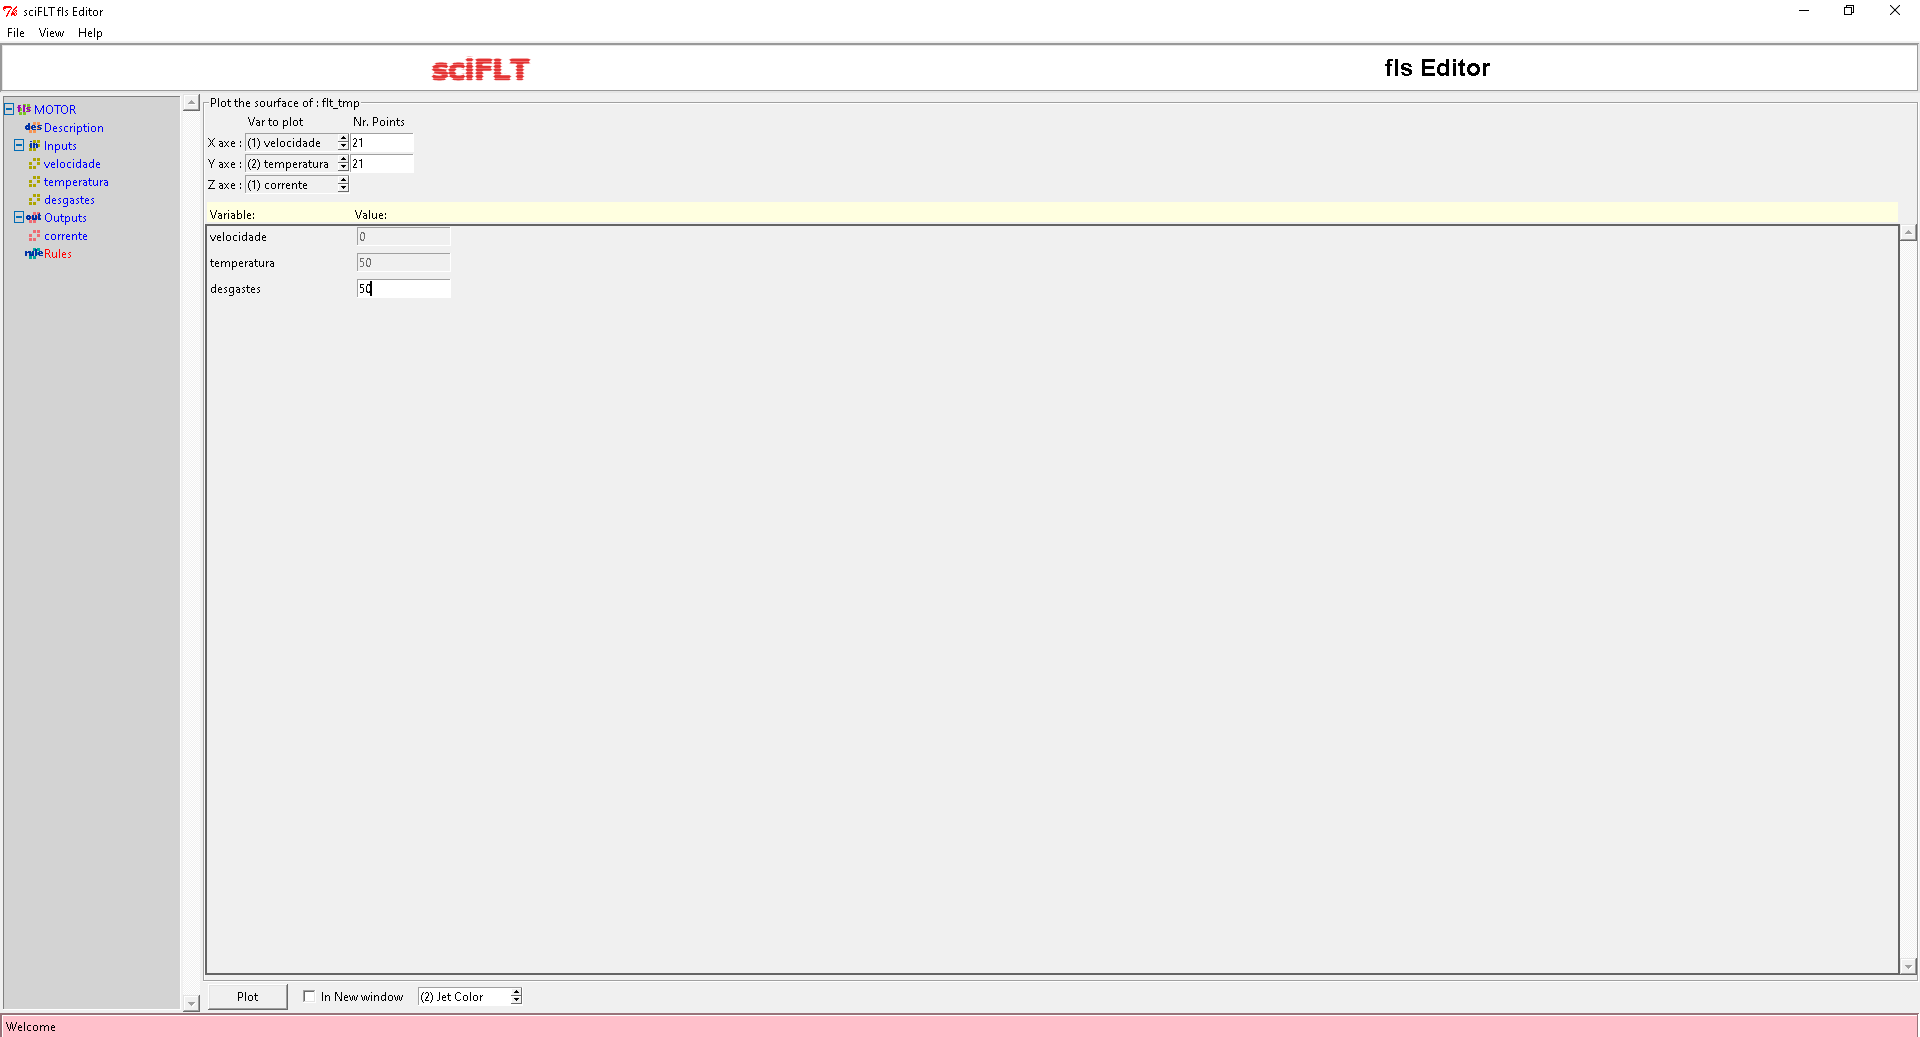 sciFLT fls Editor
File View Help
sciFLT
fls Editor
fls MOTOR
des Description
in Inputs
velocidade
temperatura
desgastes
out Outputs
corrente
rule Rules
Plot the sourface of : flt_tmp
Var to plot Nr. Points
X axe : (1) velocidade 21
Y axe : (2) temperatura 21
Z axe : (1) corrente
Variable: Value:
velocidade 0
temperatura 50
desgastes 50
Plot In New window (2) Jet Color
Welcome